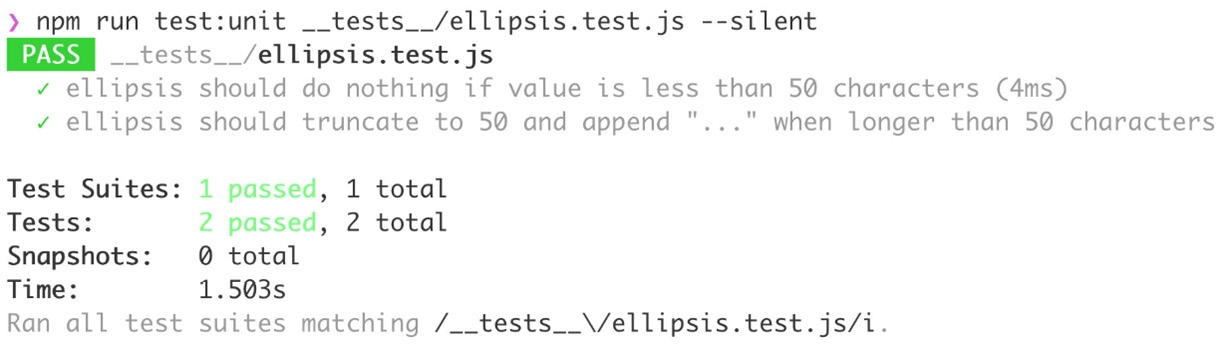 ❯ npm run test:unit __tests__/ellipsis.test.js --silent
PASS __tests__/ellipsis.test.js
✓ ellipsis should do nothing if value is less than 50 characters (4ms)
✓ ellipsis should truncate to 50 and append "..." when longer than 50 characters
Test Suites: 1 passed, 1 total
Tests: 2 passed, 2 total
Snapshots: 0 total
Time: 1.503s
Ran all test suites matching /__tests__\/ellipsis.test.js/i.